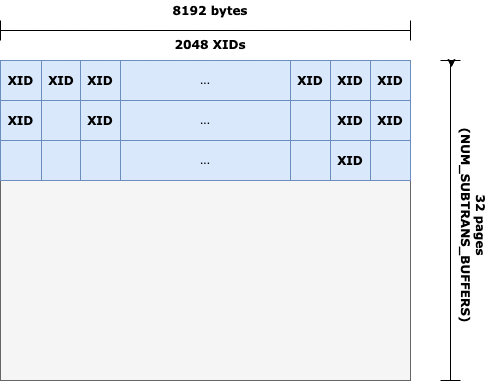 8192 bytes
2048 XIDs
XID XID XID ... XID XID XID
XID XID ... XID XID
... XID
32 pages
(NUM_SUBTRANS_BUFFERS)